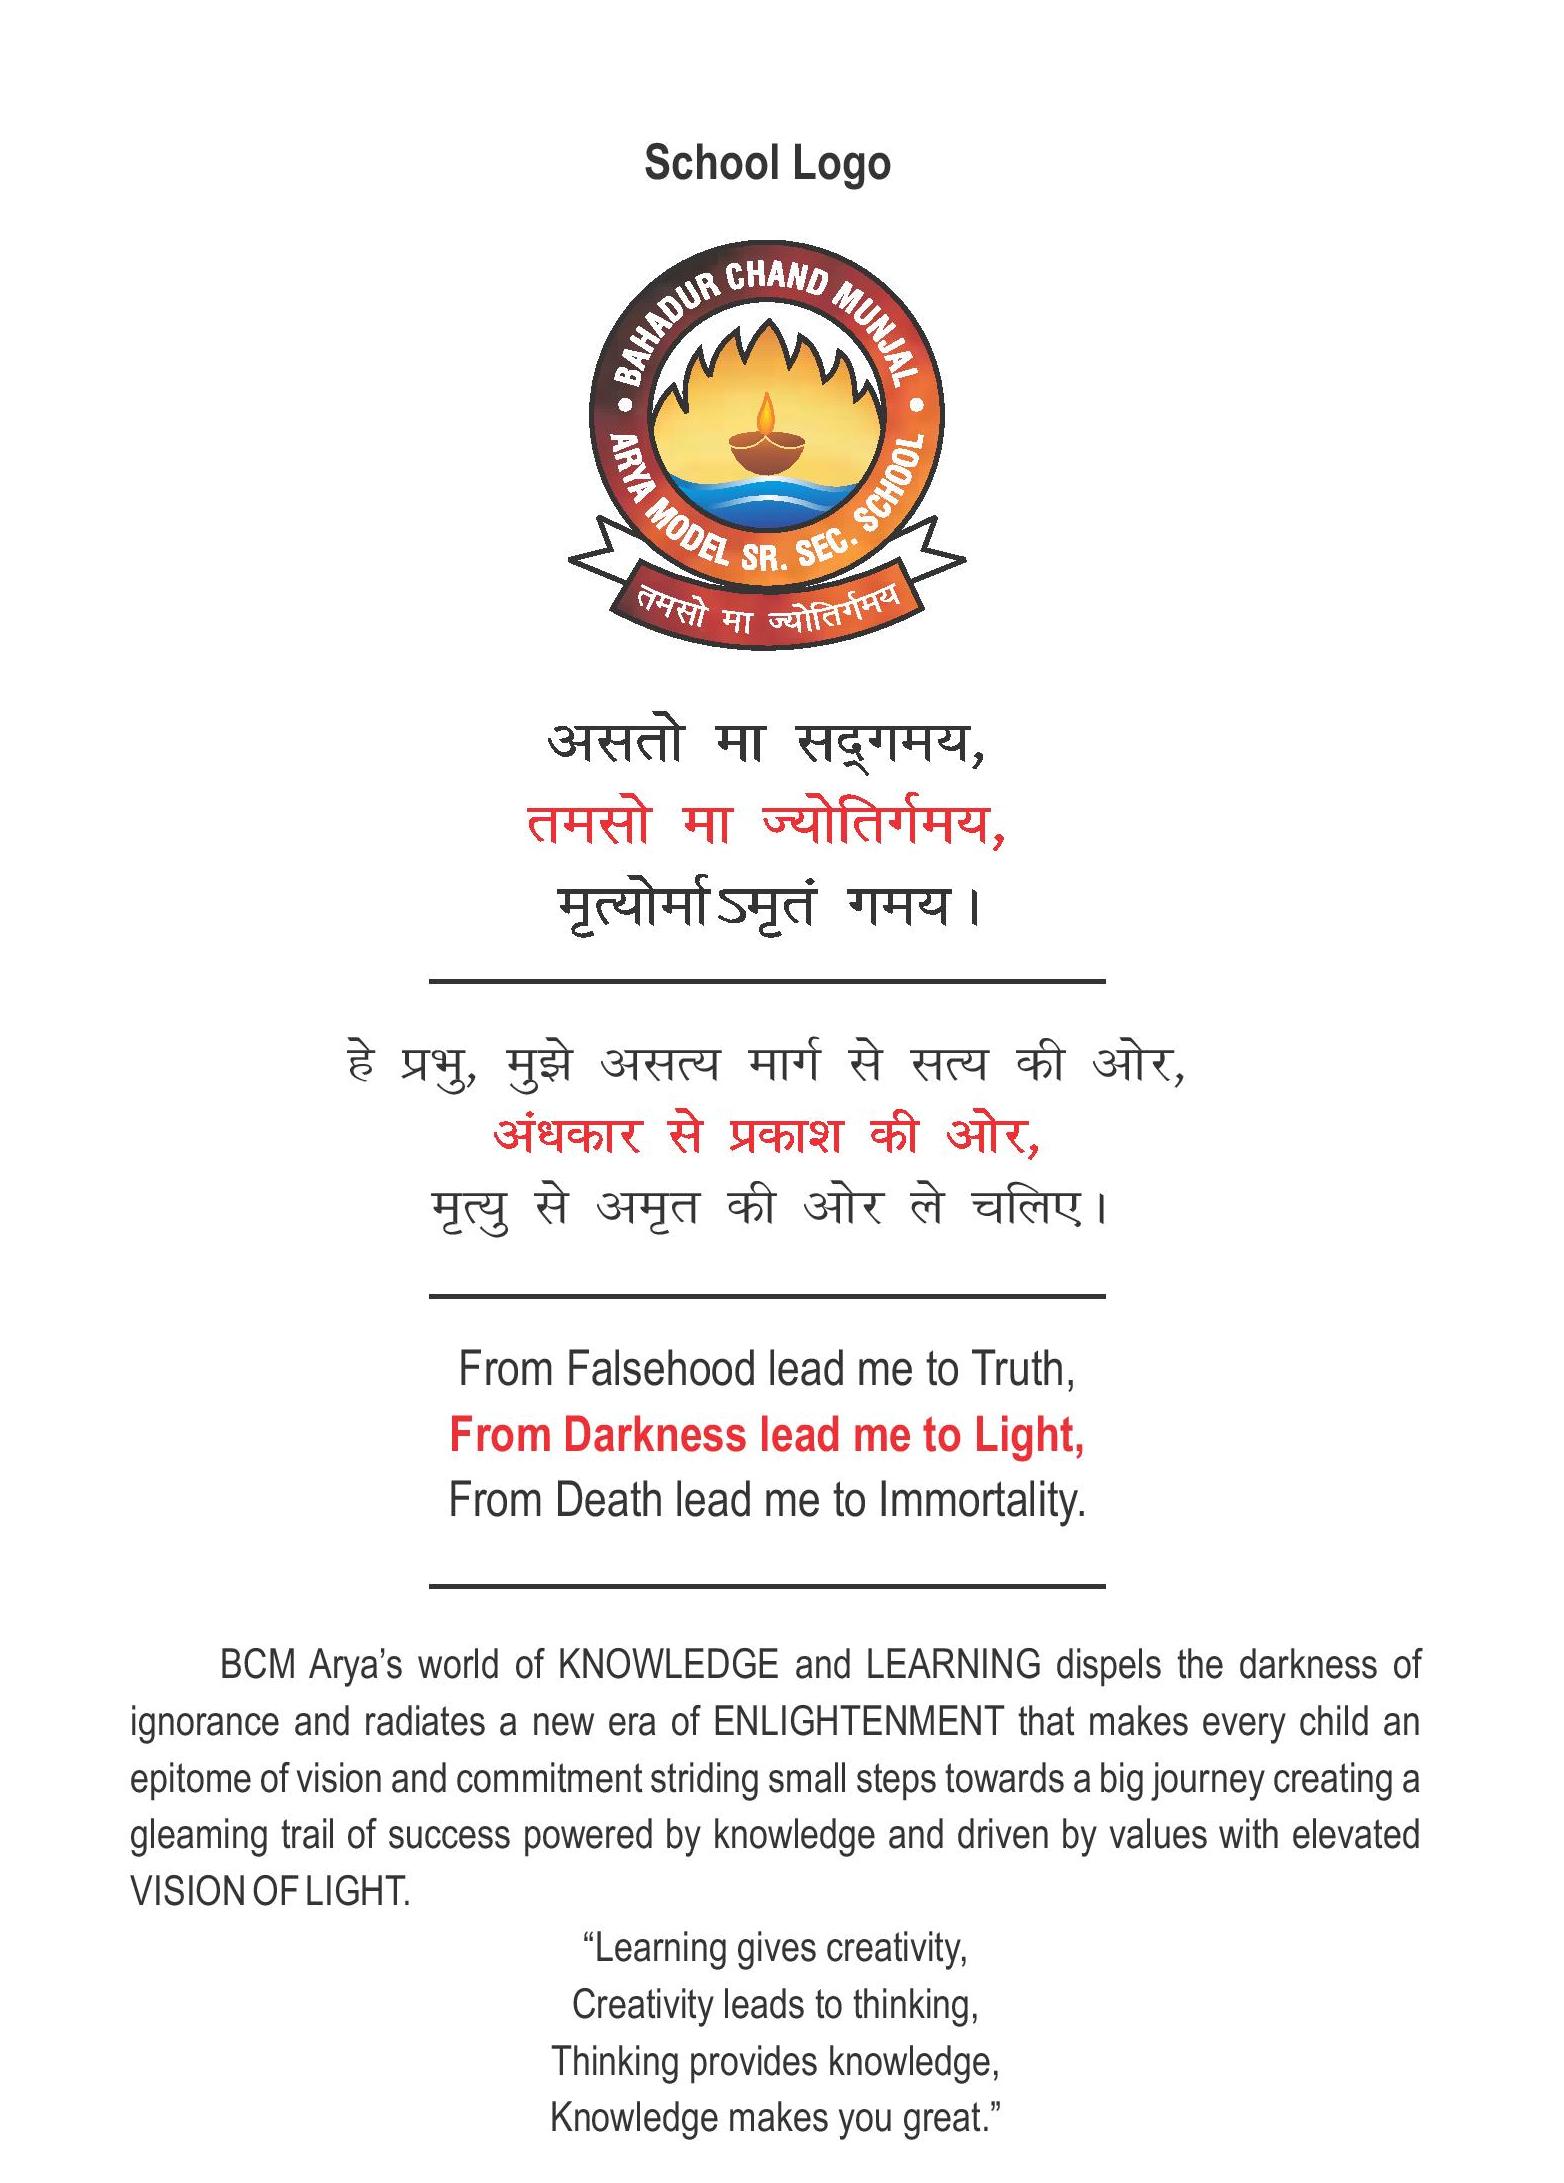 School Logo
• BAHADUR CHAND MUNJAL •
ARYA MODEL SR. SEC. SCHOOL
तमसो मा ज्योतिर्गमय
असतो मा सद्‌गमय,
तमसो मा ज्योतिर्गमय,
मृत्योर्माऽमृतं गमय।
हे प्रभु, मुझे असत्य मार्ग से सत्य की ओर,
अंधकार से प्रकाश की ओर,
मृत्यु से अमृत की ओर ले चलिए।
From Falsehood lead me to Truth,
From Darkness lead me to Light,
From Death lead me to Immortality.
BCM Arya’s world of KNOWLEDGE and LEARNING dispels the darkness of
ignorance and radiates a new era of ENLIGHTENMENT that makes every child an
epitome of vision and commitment striding small steps towards a big journey creating a
gleaming trail of success powered by knowledge and driven by values with elevated
VISION OF LIGHT.
“Learning gives creativity,
Creativity leads to thinking,
Thinking provides knowledge,
Knowledge makes you great.”